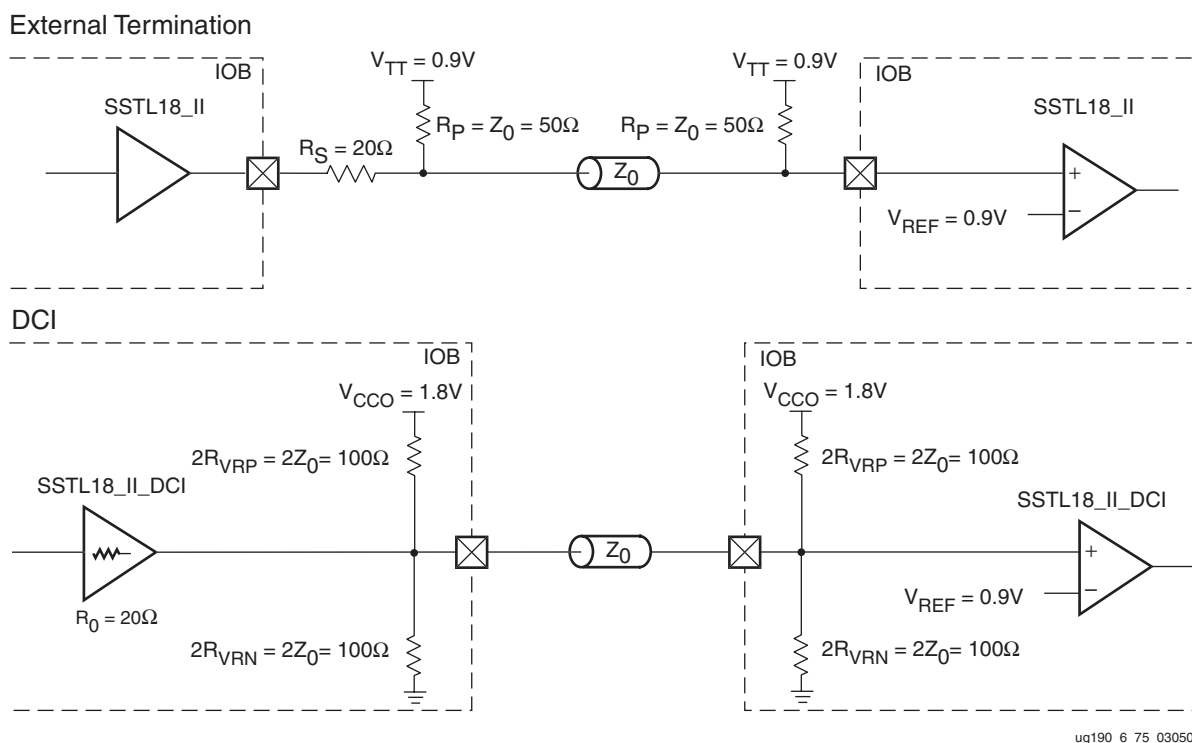 External Termination
IOB
V_TT = 0.9V
V_TT = 0.9V
IOB
SSTL18_II
R_P = Z_0 = 50Ω
R_P = Z_0 = 50Ω
SSTL18_II
R_S = 20Ω
Z_0
+
V_REF = 0.9V
–
DCI
IOB
IOB
V_CCO = 1.8V
V_CCO = 1.8V
2R_VRP = 2Z_0= 100Ω
2R_VRP = 2Z_0= 100Ω
SSTL18_II_DCI
SSTL18_II_DCI
Z_0
+
R_0 = 20Ω
V_REF = 0.9V
–
2R_VRN = 2Z_0= 100Ω
2R_VRN = 2Z_0= 100Ω
ug190_6_75_03050